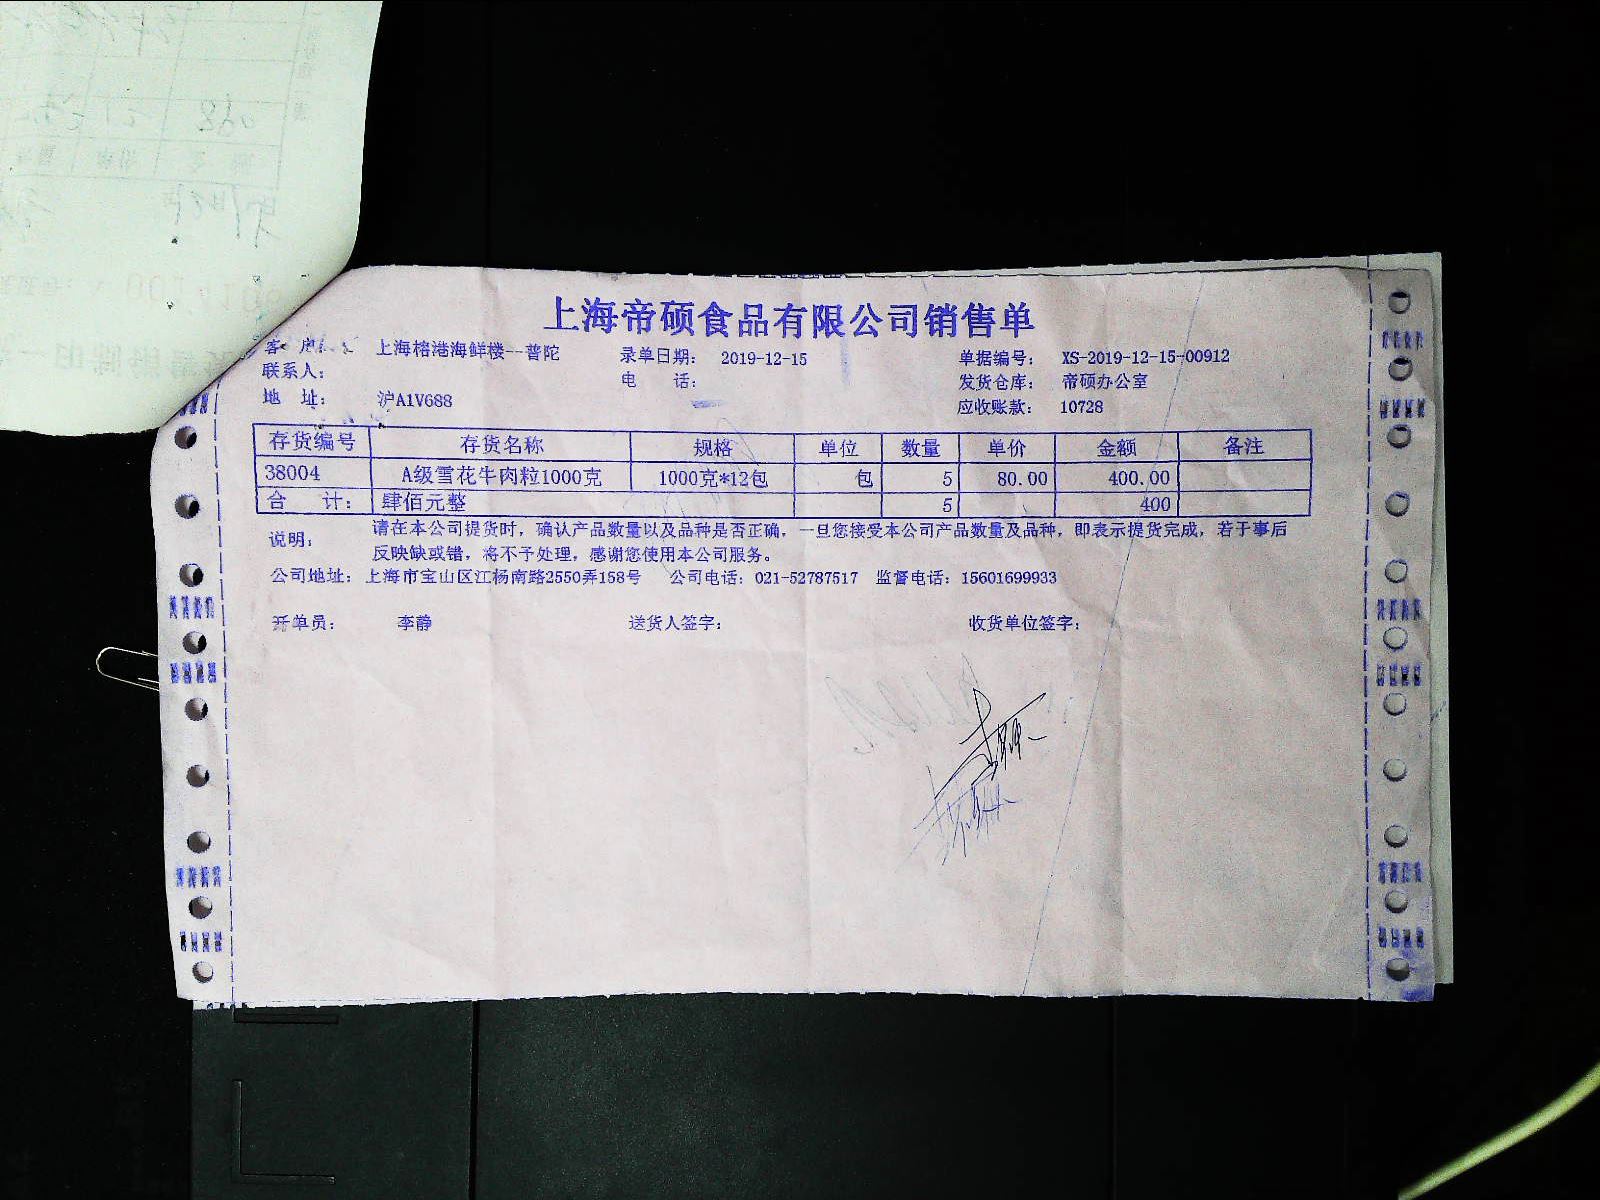 上海帝硕食品有限公司销售单
客 户: 上海榕港海鲜楼--普陀 录单日期: 2019-12-15 单据编号: XS-2019-12-15-00912
联系人: 电 话: 发货仓库: 帝硕办公室
地 址: 沪A1V688 应收账款: 10728
存货编号 存货名称 规格 单位 数量 单价 金额 备注
38004 A级雪花牛肉粒1000克 1000克*12包 包 5 80.00 400.00
合 计: 肆佰元整 5 400
说明: 请在本公司提货时，确认产品数量以及品种是否正确，一旦您接受本公司产品数量及品种，即表示提货完成，若于事后
反映缺或错，将不予处理，感谢您使用本公司服务。
公司地址: 上海市宝山区江杨南路2550弄158号 公司电话: 021-52787517 监督电话: 15601699933
开单员: 李静 送货人签字: 收货单位签字: